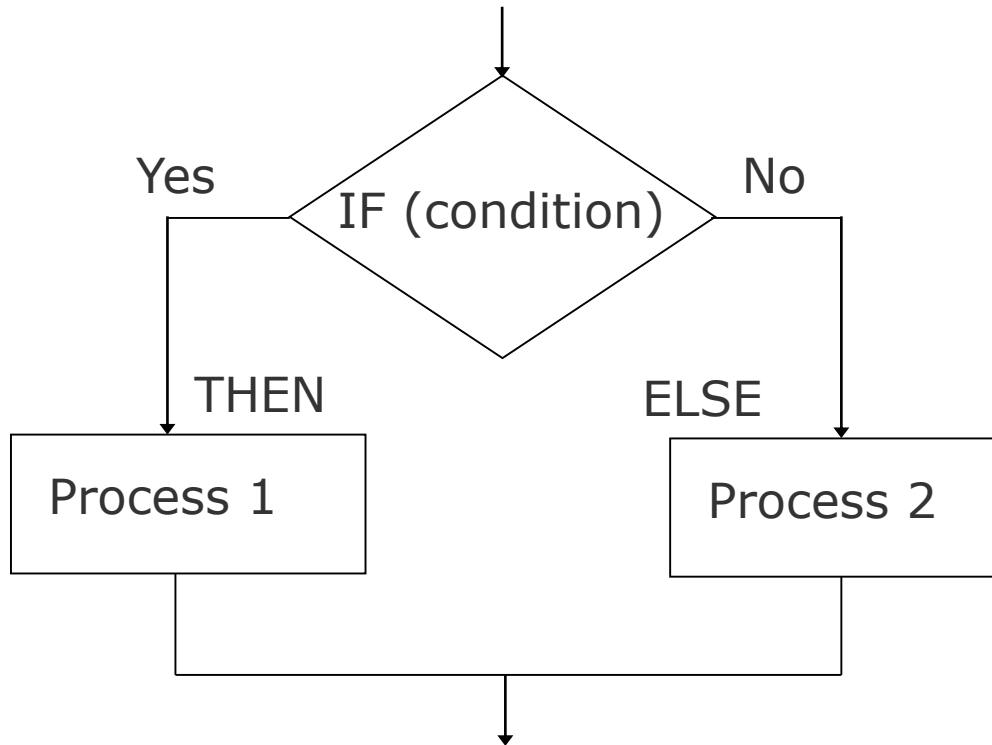 Yes
No
IF (condition)
THEN
ELSE
Process 1
Process 2